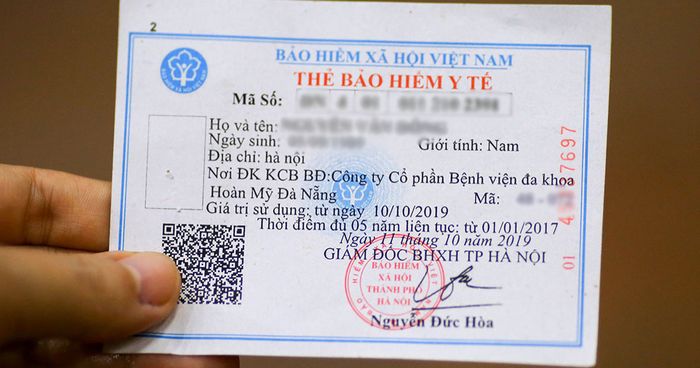 2
BẢO HIỂM XÃ HỘI VIỆT NAM
THẺ BẢO HIỂM Y TẾ
Mã Số:
Họ và tên:
Ngày sinh:
Giới tính: Nam
Địa chỉ: hà nội
Nơi ĐK KCB BĐ:Công ty Cổ phần Bệnh viện đa khoa
Hoàn Mỹ Đà Nẵng
Mã:
Giá trị sử dụng: từ ngày 10/10/2019
Thời điểm đủ 05 năm liên tục: từ 01/01/2017
Ngày 11 tháng 10 năm 2019
GIÁM ĐỐC BHXH TP HÀ NỘI
BẢO HIỂM
XÃ HỘI
THÀNH PHỐ
HÀ NỘI
Nguyễn Đức Hòa
01
7697